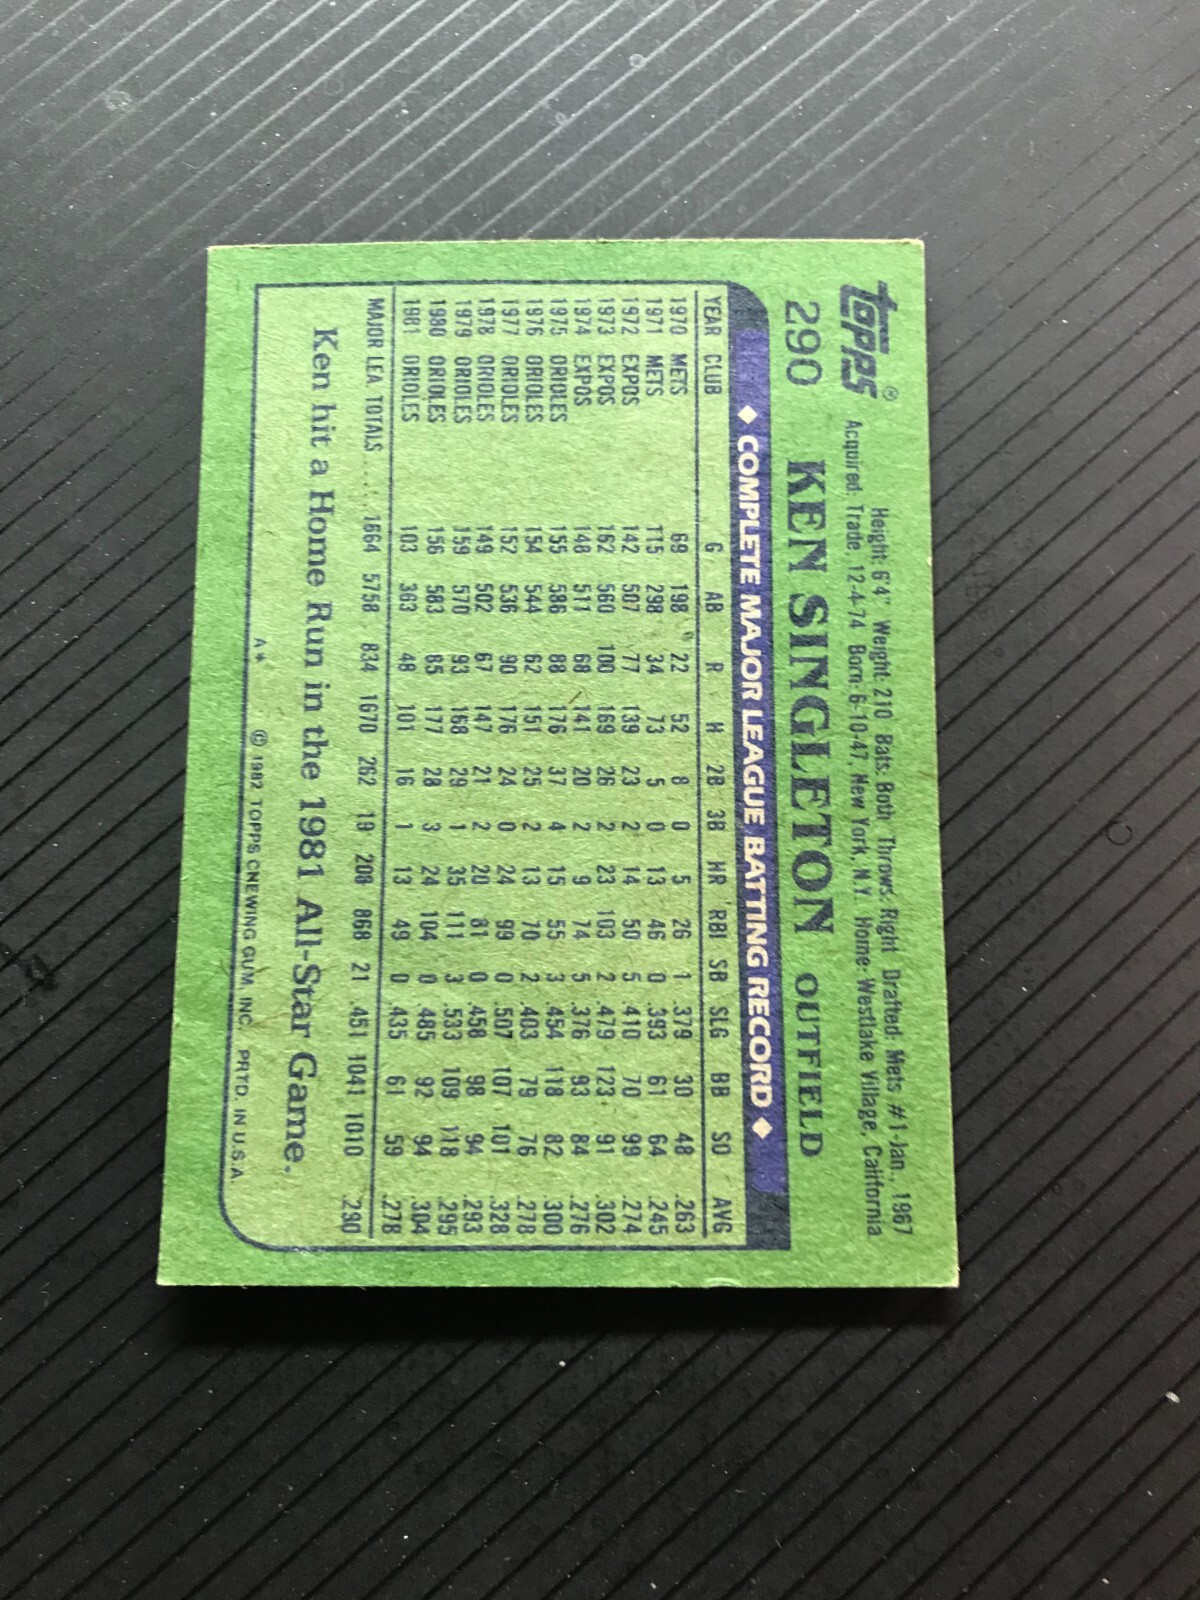 topps®
Height: 6'4" Weight: 210 Bats: Both Throws: Right Drafted: Mets #1-Jan., 1967
Acquired: Trade, 12-4-74 Born: 6-10-47, New York, N.Y. Home: Westlake Village, California
290 KEN SINGLETON OUTFIELD
◆ COMPLETE MAJOR LEAGUE BATTING RECORD ◆
YEAR CLUB G AB R H 2B 3B HR RBI SB SLG BB SO AVG
1970 METS 69 198 22 52 8 0 5 26 1 .379 30 48 .263
1971 METS 115 298 34 73 5 0 13 46 0 .393 61 64 .245
1972 EXPOS 142 507 77 139 23 2 14 50 5 .410 70 99 .274
1973 EXPOS 162 560 100 169 26 2 23 103 2 .479 123 91 .302
1974 EXPOS 148 511 68 141 20 2 9 74 5 .376 93 84 .276
1975 ORIOLES 155 586 88 176 37 4 15 55 3 .454 118 82 .300
1976 ORIOLES 154 544 62 151 25 2 13 70 2 .403 79 76 .278
1977 ORIOLES 152 536 90 176 24 0 24 99 0 .507 107 101 .328
1978 ORIOLES 149 502 67 147 21 2 20 81 0 .458 98 94 .293
1979 ORIOLES 159 570 93 168 29 1 35 111 3 .533 109 118 .295
1980 ORIOLES 156 583 85 177 28 3 24 104 0 .485 92 94 .304
1981 ORIOLES 103 363 48 101 16 1 13 49 0 .435 61 59 .278
MAJOR LEA TOTALS..... 1664 5758 834 1670 262 19 208 868 21 .451 1041 1010 .290
Ken hit a Home Run in the 1981 All-Star Game.
A* © 1982 TOPPS CHEWING GUM, INC. PRTD. IN U.S.A.